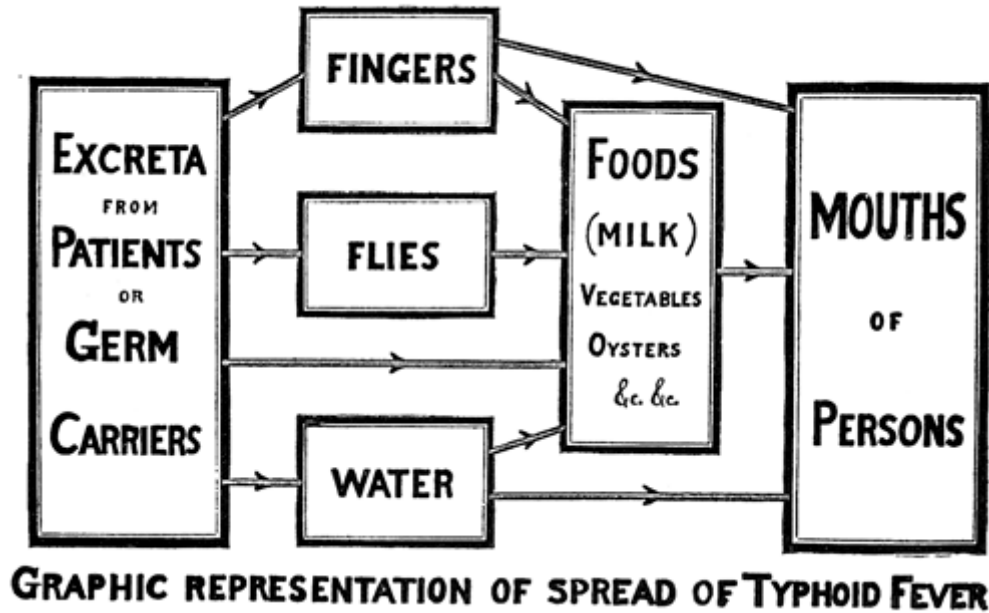 EXCRETA
FROM
PATIENTS
OR
GERM
CARRIERS
FINGERS
FLIES
WATER
FOODS
(MILK)
VEGETABLES
OYSTERS
&c. &c.
MOUTHS
OF
PERSONS
GRAPHIC REPRESENTATION OF SPREAD OF TYPHOID FEVER